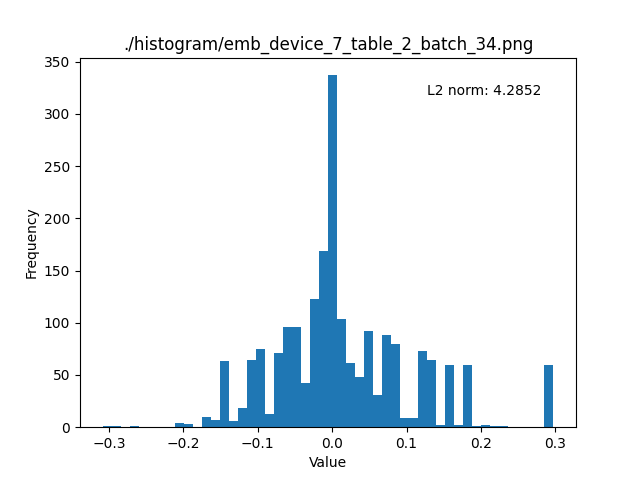 ./histogram/emb_device_7_table_2_batch_34.png
L2 norm: 4.2852
Frequency
350
300
250
200
150
100
50
0
−0.3 −0.2 −0.1 0.0 0.1 0.2 0.3
Value